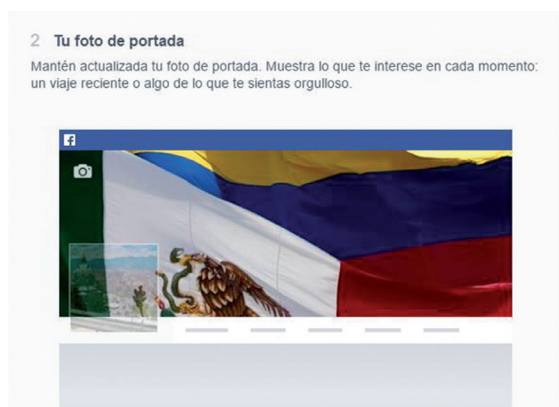 2 Tu foto de portada
Mantén actualizada tu foto de portada. Muestra lo que te interese en cada momento:
un viaje reciente o algo de lo que te sientas orgulloso.
f